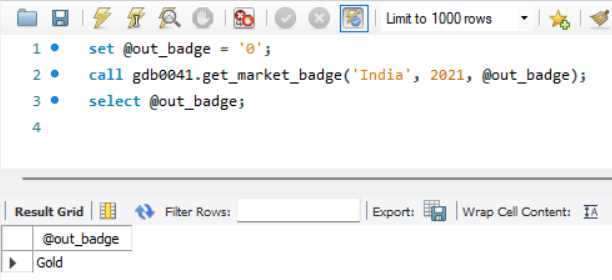 Limit to 1000 rows
1 set @out_badge = '0';
2 call gdb0041.get_market_badge('India', 2021, @out_badge);
3 select @out_badge;
4
Result Grid Filter Rows: Export: Wrap Cell Content:
@out_badge
Gold